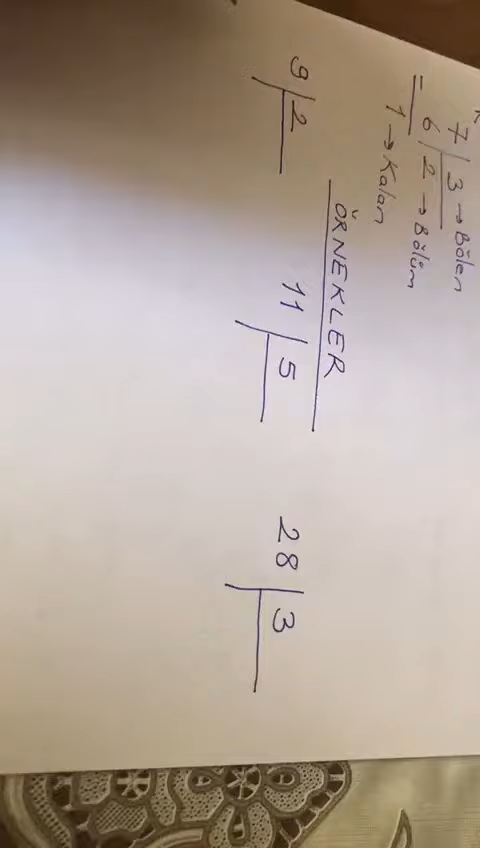 7 | 3 → Bölen
6 | 2 → Bölüm
= 1 → Kalan
ÖRNEKLER
9 | 2 11 | 5 28 | 3